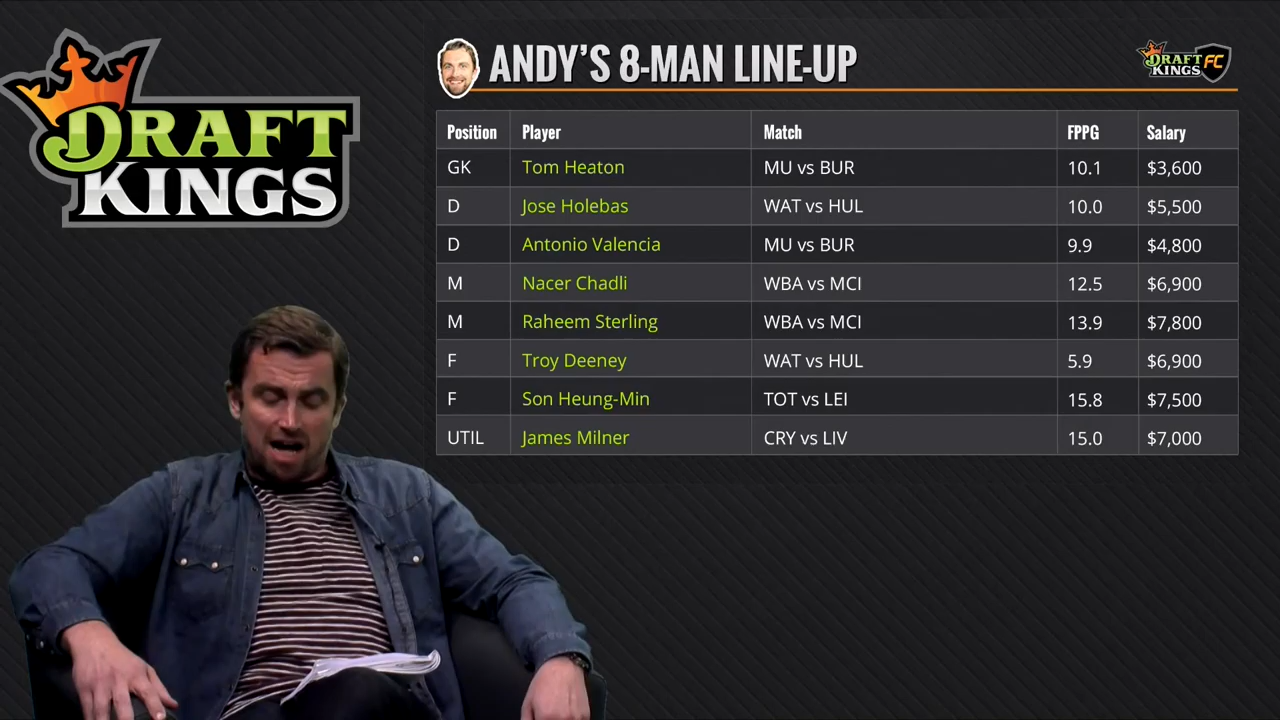 DRAFT
KINGS
ANDY'S 8-MAN LINE-UP
DRAFT
KINGS FC
Position Player Match FPPG Salary
GK Tom Heaton MU vs BUR 10.1 $3,600
D Jose Holebas WAT vs HUL 10.0 $5,500
D Antonio Valencia MU vs BUR 9.9 $4,800
M Nacer Chadli WBA vs MCI 12.5 $6,900
M Raheem Sterling WBA vs MCI 13.9 $7,800
F Troy Deeney WAT vs HUL 5.9 $6,900
F Son Heung-Min TOT vs LEI 15.8 $7,500
UTIL James Milner CRY vs LIV 15.0 $7,000